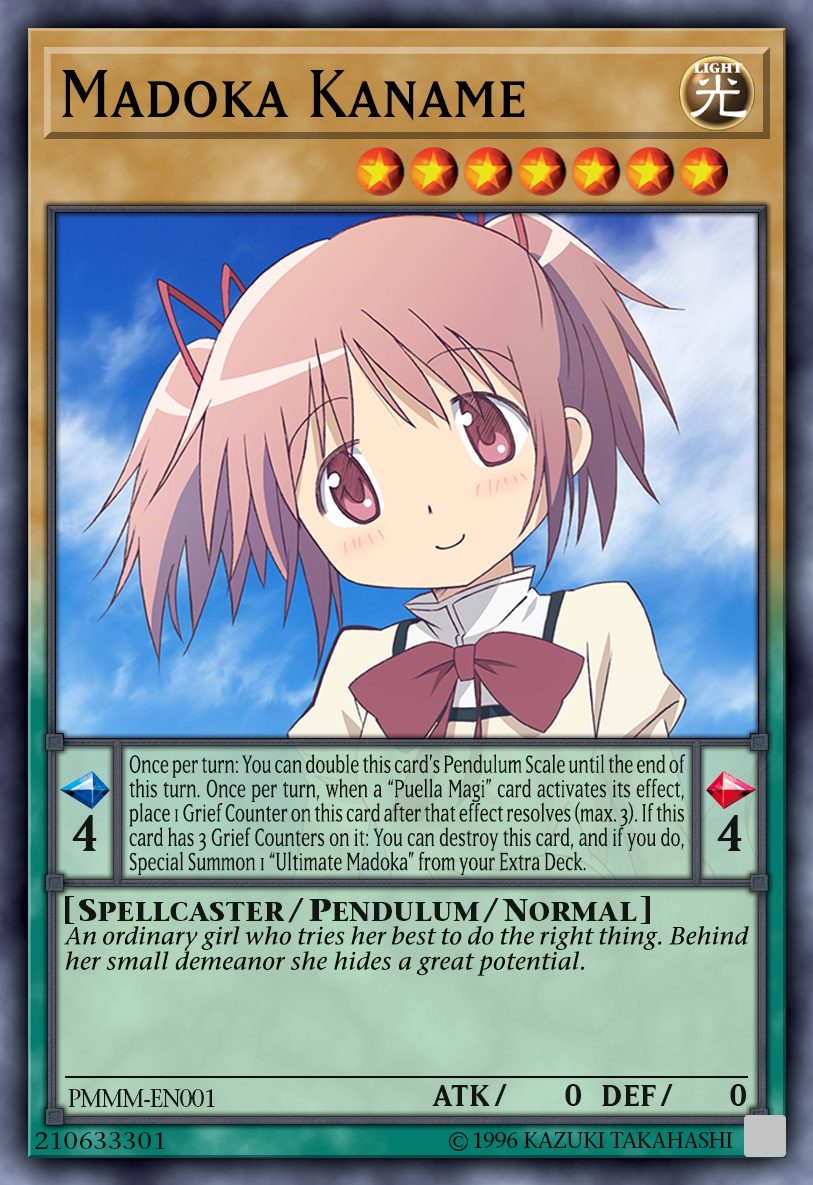 Madoka Kaname
LIGHT
光
Once per turn: You can double this card's Pendulum Scale until the end of
this turn. Once per turn, when a “Puella Magi” card activates its effect,
place 1 Grief Counter on this card after that effect resolves (max. 3). If this
card has 3 Grief Counters on it: You can destroy this card, and if you do,
Special Summon 1 “Ultimate Madoka” from your Extra Deck.
4
4
[Spellcaster/Pendulum/Normal]
An ordinary girl who tries her best to do the right thing. Behind
her small demeanor she hides a great potential.
PMMM-EN001
ATK/ 0 DEF/ 0
210633301
© 1996 KAZUKI TAKAHASHI